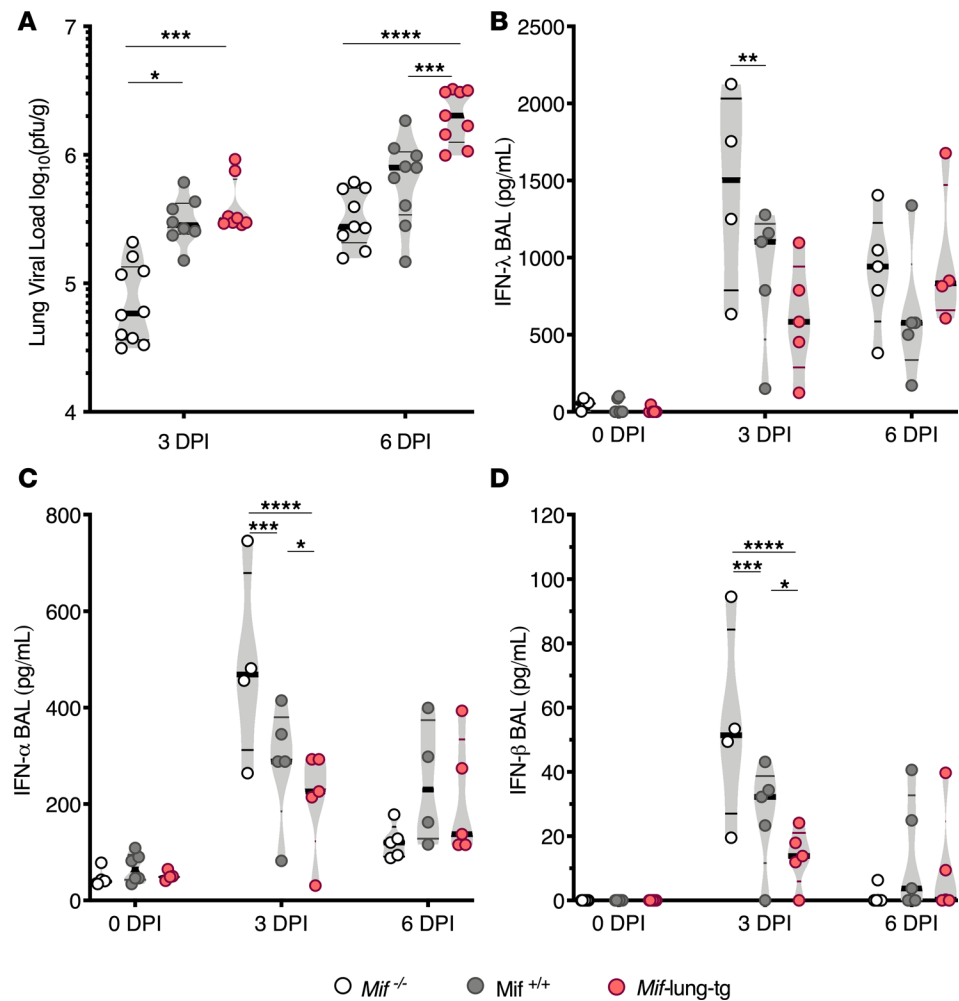 A
Lung Viral Load log10(pfu/g)
7
6
5
4
***
*
****
***
3 DPI
6 DPI
B
IFN-λ BAL (pg/mL)
2500
2000
1500
1000
500
0
**
0 DPI
3 DPI
6 DPI
C
IFN-α BAL (pg/mL)
800
600
400
200
0
****
***
*
0 DPI
3 DPI
6 DPI
D
IFN-β BAL (pg/mL)
120
100
80
60
40
20
0
****
***
*
0 DPI
3 DPI
6 DPI
Mif -/-
Mif+/+
Mif-lung-tg